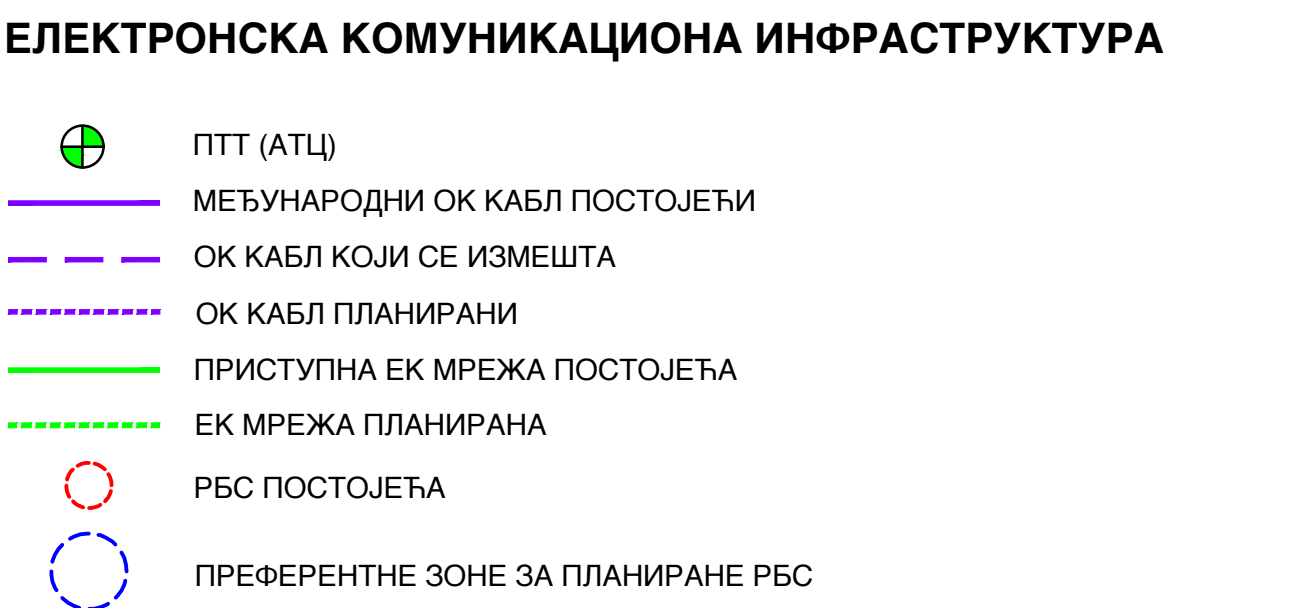 ЕЛЕКТРОНСКА КОМУНИКАЦИОНА ИНФРАСТРУКТУРА
ПТТ (АТЦ)
МЕЂУНАРОДНИ ОК КАБЛ ПОСТОЈЕЋИ
ОК КАБЛ КОЈИ СЕ ИЗМЕШТА
ОК КАБЛ ПЛАНИРАНИ
ПРИСТУПНА ЕК МРЕЖА ПОСТОЈЕЋА
ЕК МРЕЖА ПЛАНИРАНА
РБС ПОСТОЈЕЋА
ПРЕФЕРЕНТНЕ ЗОНЕ ЗА ПЛАНИРАНЕ РБС